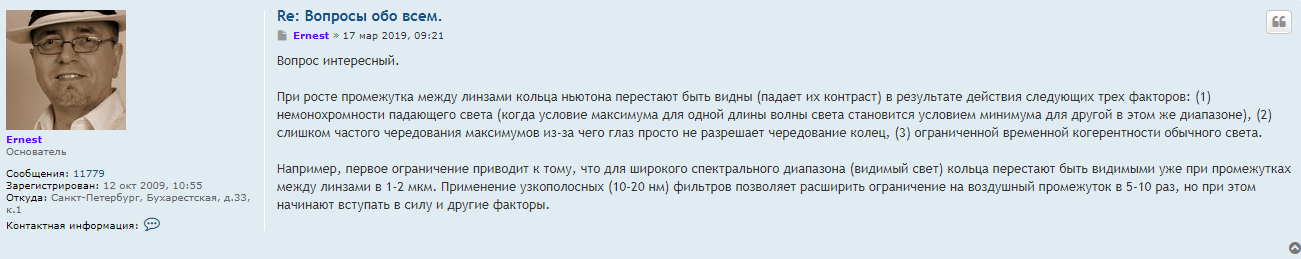 Re: Вопросы обо всем.
Ernest » 17 мар 2019, 09:21
Вопрос интересный.
При росте промежутка между линзами кольца ньютона перестают быть видны (падает их контраст) в результате действия следующих трех факторов: (1)
немонохромности падающего света (когда условие максимума для одной длины волны света становится условием минимума для другой в этом же диапазоне), (2)
слишком частого чередования максимумов из-за чего глаз просто не разрешает чередование колец, (3) ограниченной временной когерентности обычного света.
Например, первое ограничение приводит к тому, что для широкого спектрального диапазона (видимый свет) кольца перестают быть видимыми уже при промежутках
между линзами в 1-2 мкм. Применение узкополосных (10-20 нм) фильтров позволяет расширить ограничение на воздушный промежуток в 5-10 раз, но при этом
начинают вступать в силу и другие факторы.
Ernest
Основатель
Сообщения: 11779
Зарегистрирован: 12 окт 2009, 10:55
Откуда: Санкт-Петербург, Бухарестская, д.33,
к.1
Контактная информация: